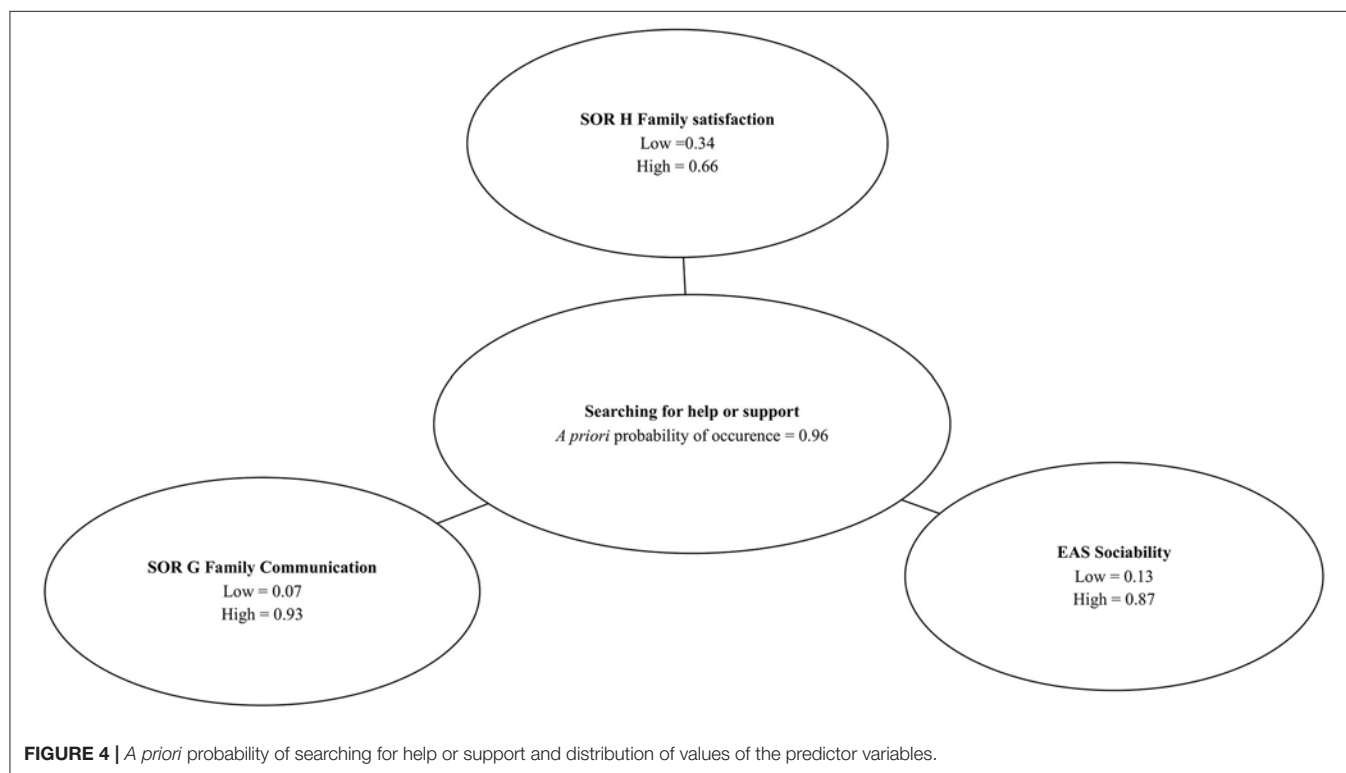 SOR H Family satisfaction
Low =0.34
High = 0.66
Searching for help or support
A priori probability of occurence = 0.96
SOR G Family Communication
Low = 0.07
High = 0.93
EAS Sociability
Low = 0.13
High = 0.87
FIGURE 4 | A priori probability of searching for help or support and distribution of values of the predictor variables.